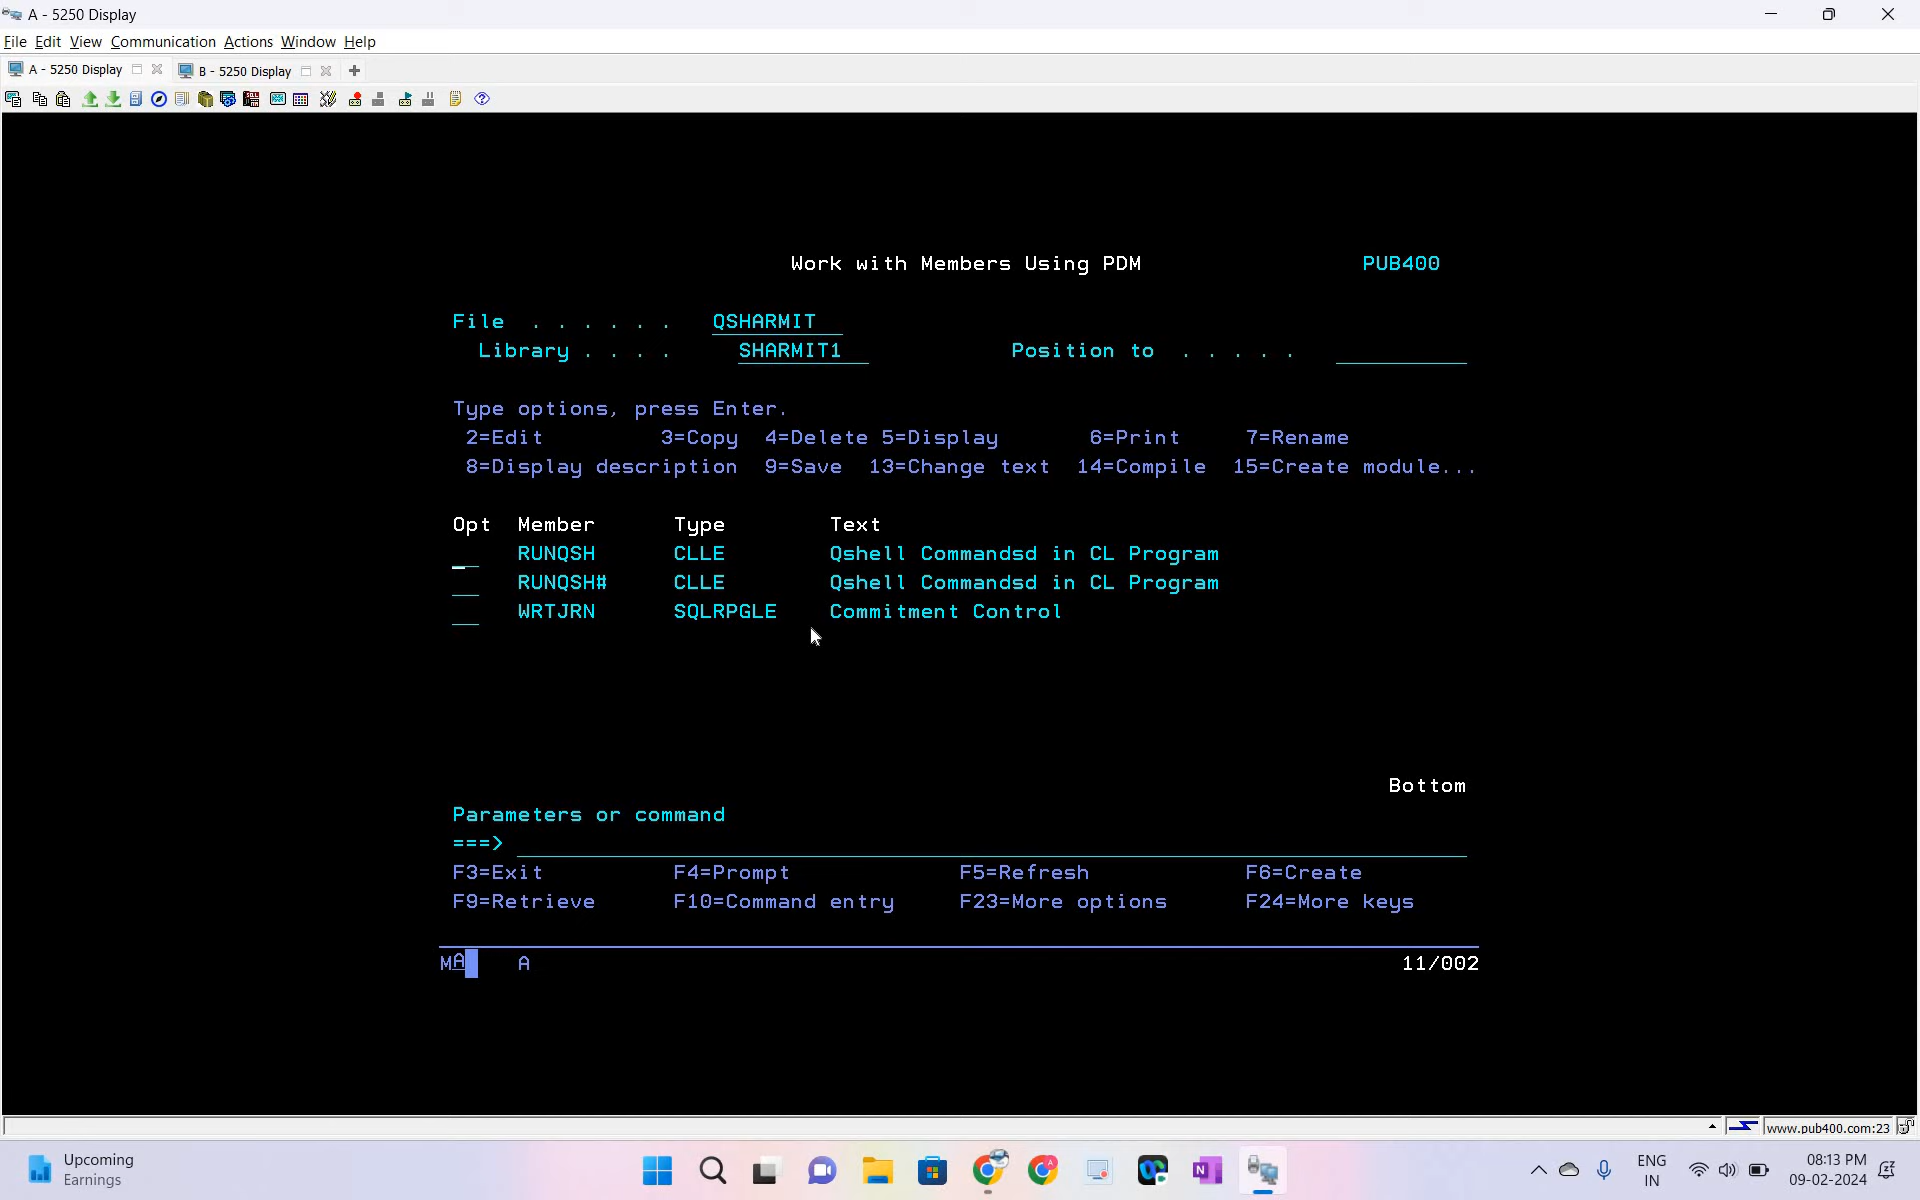 A - 5250 Display
File Edit View Communication Actions Window Help
A - 5250 Display B - 5250 Display
Work with Members Using PDM PUB400
File . . . . . . QSHARMIT
Library . . . . SHARMIT1 Position to . . . . .
Type options, press Enter.
2=Edit 3=Copy 4=Delete 5=Display 6=Print 7=Rename
8=Display description 9=Save 13=Change text 14=Compile 15=Create module...
Opt Member Type Text
RUNQSH CLLE Qshell Commandsd in CL Program
RUNQSH# CLLE Qshell Commandsd in CL Program
WRTJRN SQLRPGLE Commitment Control
Bottom
Parameters or command
===>
F3=Exit F4=Prompt F5=Refresh F6=Create
F9=Retrieve F10=Command entry F23=More options F24=More keys
MA A 11/002
www.pub400.com:23
Upcoming
Earnings
ENG
IN
08:13 PM
09-02-2024